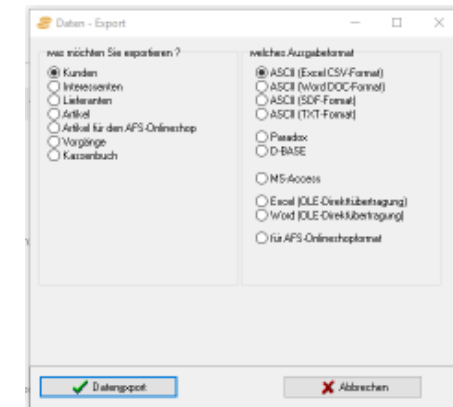 Daten - Export
was möchten Sie exportieren ?
Kunden
Interessenten
Lieferanten
Artikel
Artikel für den AFS-Onlineshop
Vorgänge
Kassenbuch
welches Ausgabeformat
ASCII (Excel CSV-Format)
ASCII (Word DOC-Format)
ASCII (SDF-Format)
ASCII (TXT-Format)
Paradox
D-BASE
MS-Access
Excel (OLE-Direktübertragung)
Word (OLE-Direktübertragung)
für AFS-Onlineshopformat
Datenexport
Abbrechen